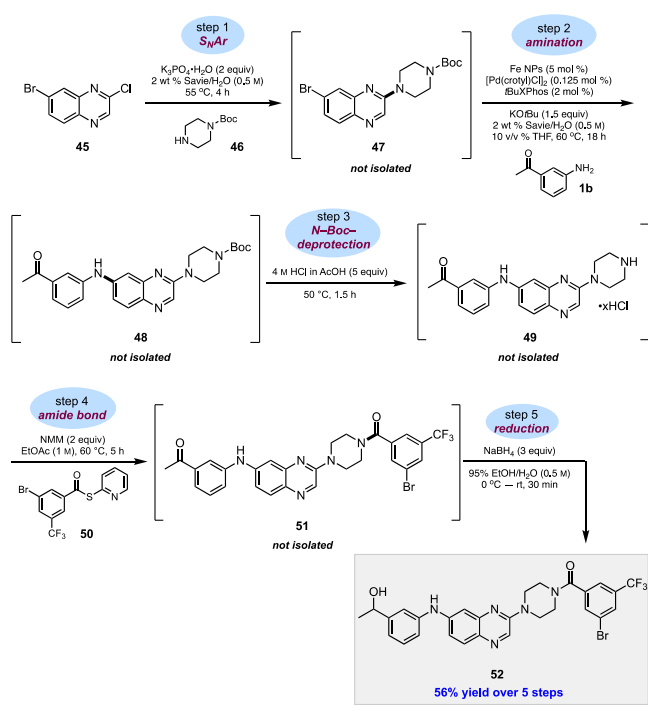 step 1
SNAr
K3PO4•H2O (2 equiv)
2 wt % Savie/H2O (0.5 M)
55 °C, 4 h
Br
N
Cl
N
45
Boc
N
N
H
46
Br
N
N
N
N
Boc
47
not isolated
step 2
amination
Fe NPs (5 mol %)
[Pd(crotyl)Cl]2 (0.125 mol %)
tBuXPhos (2 mol %)
KOtBu (1.5 equiv)
2 wt % Savie/H2O (0.5 M)
10 v/v % THF, 60 °C, 18 h
O
NH2
1b
O
H
N
N
N
N
N
Boc
48
not isolated
step 3
N–Boc–
deprotection
4 M HCl in AcOH (5 equiv)
50 °C, 1.5 h
O
H
N
N
N
N
NH
•xHCl
49
not isolated
step 4
amide bond
NMM (2 equiv)
EtOAc (1 M), 60 °C, 5 h
O
Br
S
N
CF3
50
O
H
N
N
N
N
N
O
CF3
Br
51
not isolated
step 5
reduction
NaBH4 (3 equiv)
95% EtOH/H2O (0.5 M)
0 °C — rt, 30 min
OH
H
N
N
N
N
N
O
CF3
Br
52
56% yield over 5 steps